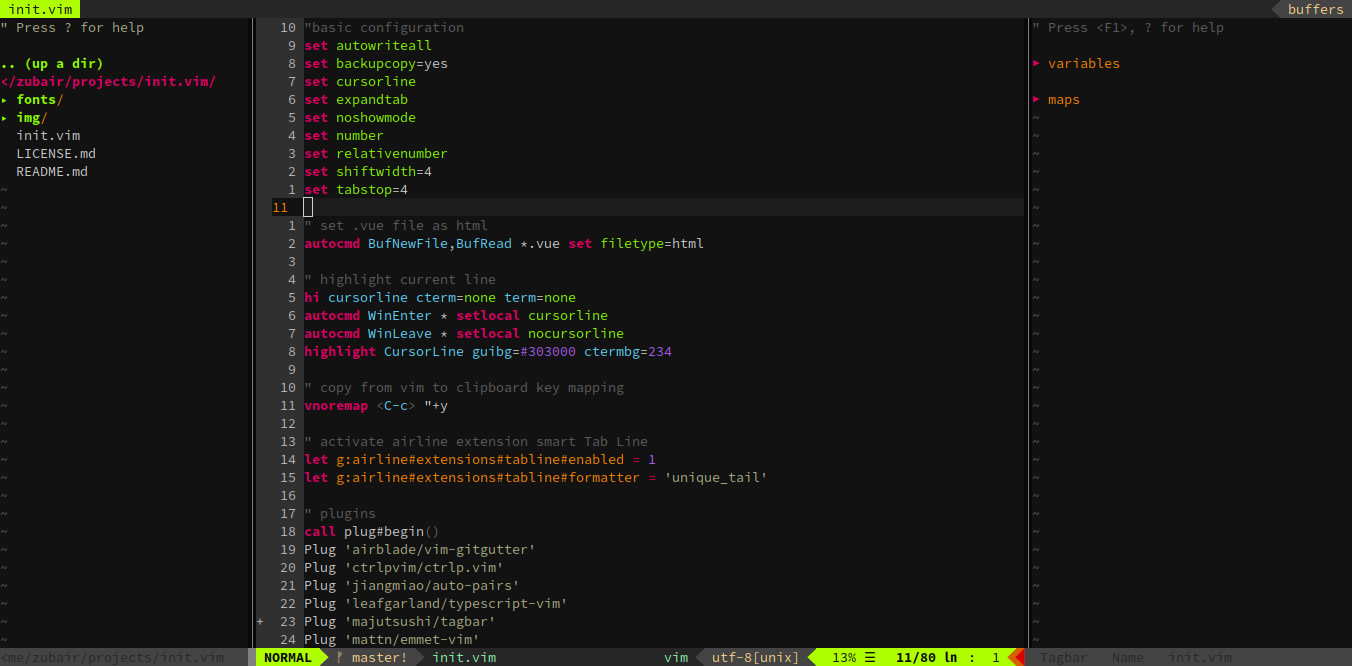 init.vim
buffers
" Press ? for help
.. (up a dir)
</zubair/projects/init.vim/
▸ fonts/
▸ img/
init.vim
LICENSE.md
README.md
<me/zubair/projects/init.vim
10 "basic configuration
9 set autowriteall
8 set backupcopy=yes
7 set cursorline
6 set expandtab
5 set noshowmode
4 set number
3 set relativenumber
2 set shiftwidth=4
1 set tabstop=4
11
1 " set .vue file as html
2 autocmd BufNewFile,BufRead *.vue set filetype=html
3
4 " highlight current line
5 hi cursorline cterm=none term=none
6 autocmd WinEnter * setlocal cursorline
7 autocmd WinLeave * setlocal nocursorline
8 highlight CursorLine guibg=#303000 ctermbg=234
9
10 " copy from vim to clipboard key mapping
11 vnoremap <C-c> "+y
12
13 " activate airline extension smart Tab Line
14 let g:airline#extensions#tabline#enabled = 1
15 let g:airline#extensions#tabline#formatter = 'unique_tail'
16
17 " plugins
18 call plug#begin()
19 Plug 'airblade/vim-gitgutter'
20 Plug 'ctrlpvim/ctrlp.vim'
21 Plug 'jiangmiao/auto-pairs'
22 Plug 'leafgarland/typescript-vim'
+ 23 Plug 'majutsushi/tagbar'
24 Plug 'mattn/emmet-vim'
NORMAL master! init.vim vim utf-8[unix] 13% ☰ 11/80 ln : 1
" Press <F1>, ? for help
▸ variables
▸ maps
Tagbar Name init.vim